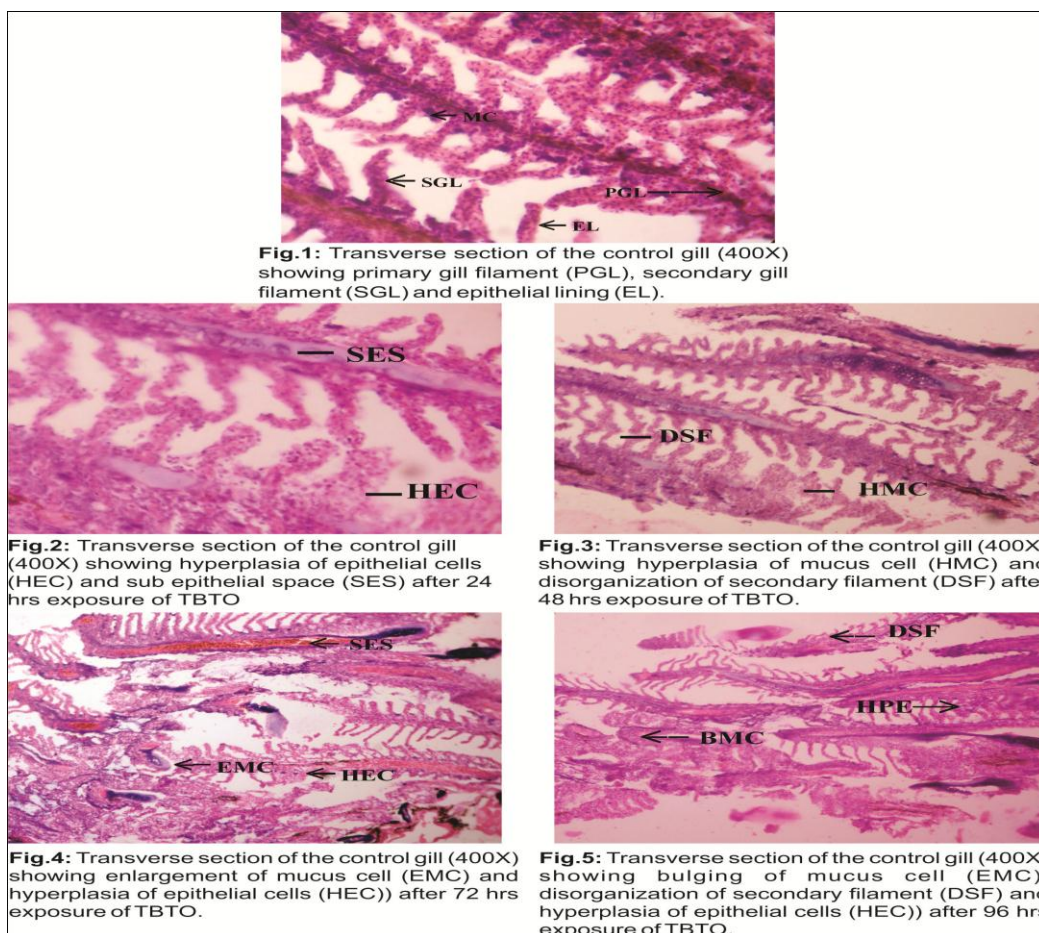 MC
SGL
PGL
EL
Fig.1: Transverse section of the control gill (400X)
showing primary gill filament (PGL), secondary gill
filament (SGL) and epithelial lining (EL).
SES
HEC
Fig.2: Transverse section of the control gill
(400X) showing hyperplasia of epithelial cells
(HEC) and sub epithelial space (SES) after 24
hrs exposure of TBTO
DSF
HMC
Fig.3: Transverse section of the control gill (400X
showing hyperplasia of mucus cell (HMC) and
disorganization of secondary filament (DSF) after
48 hrs exposure of TBTO.
SES
EMC
HEC
Fig.4: Transverse section of the control gill (400X)
showing enlargement of mucus cell (EMC) and
hyperplasia of epithelial cells (HEC)) after 72 hrs
exposure of TBTO.
DSF
HPE
BMC
Fig.5: Transverse section of the control gill (400X
showing bulging of mucus cell (EMC)
disorganization of secondary filament (DSF) and
hyperplasia of epithelial cells (HEC)) after 96 hrs
exposure of TBTO.